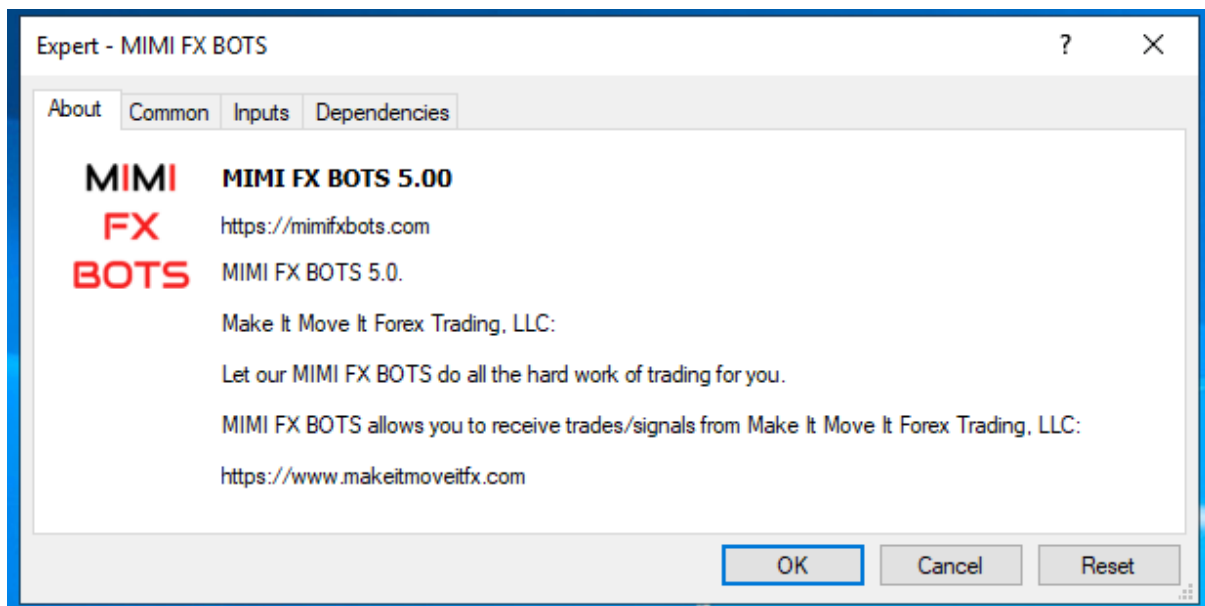 Expert - MIMI FX BOTS
?
About Common Inputs Dependencies
MIMI
FX
BOTS
MIMI FX BOTS 5.00
https://mimifxbots.com
MIMI FX BOTS 5.0.
Make It Move It Forex Trading, LLC:
Let our MIMI FX BOTS do all the hard work of trading for you.
MIMI FX BOTS allows you to receive trades/signals from Make It Move It Forex Trading, LLC:
https://www.makeitmoveitfx.com
OK Cancel Reset